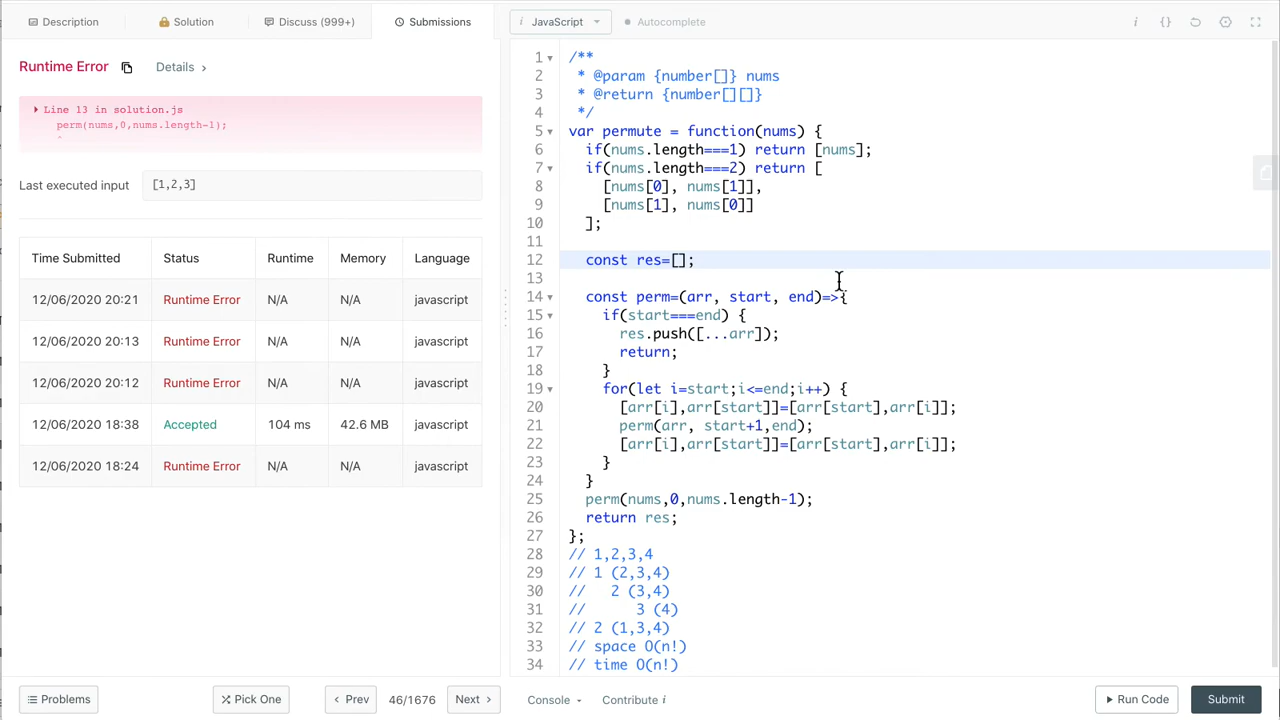 Description
Solution
Discuss (999+)
Submissions
i JavaScript
Autocomplete
i {}
Runtime Error
Details >
Line 13 in solution.js
perm(nums,0,nums.length-1);
^
Last executed input
[1,2,3]
Time Submitted Status Runtime Memory Language
12/06/2020 20:21 Runtime Error N/A N/A javascript
12/06/2020 20:13 Runtime Error N/A N/A javascript
12/06/2020 20:12 Runtime Error N/A N/A javascript
12/06/2020 18:38 Accepted 104 ms 42.6 MB javascript
12/06/2020 18:24 Runtime Error N/A N/A javascript
1 /**
2 * @param {number[]} nums
3 * @return {number[][]}
4 */
5 var permute = function(nums) {
6 if(nums.length===1) return [nums];
7 if(nums.length===2) return [
8 [nums[0], nums[1]],
9 [nums[1], nums[0]]
10 ];
11
12 const res=[];
13
14 const perm=(arr, start, end)=>{
15 if(start===end) {
16 res.push([...arr]);
17 return;
18 }
19 for(let i=start;i<=end;i++) {
20 [arr[i],arr[start]]=[arr[start],arr[i]];
21 perm(arr, start+1,end);
22 [arr[i],arr[start]]=[arr[start],arr[i]];
23 }
24 }
25 perm(nums,0,nums.length-1);
26 return res;
27 };
28 // 1,2,3,4
29 // 1 (2,3,4)
30 // 2 (3,4)
31 // 3 (4)
32 // 2 (1,3,4)
33 // space O(n!)
34 // time O(n!)
Problems
Pick One
< Prev
46/1676
Next >
Console
Contribute i
Run Code
Submit